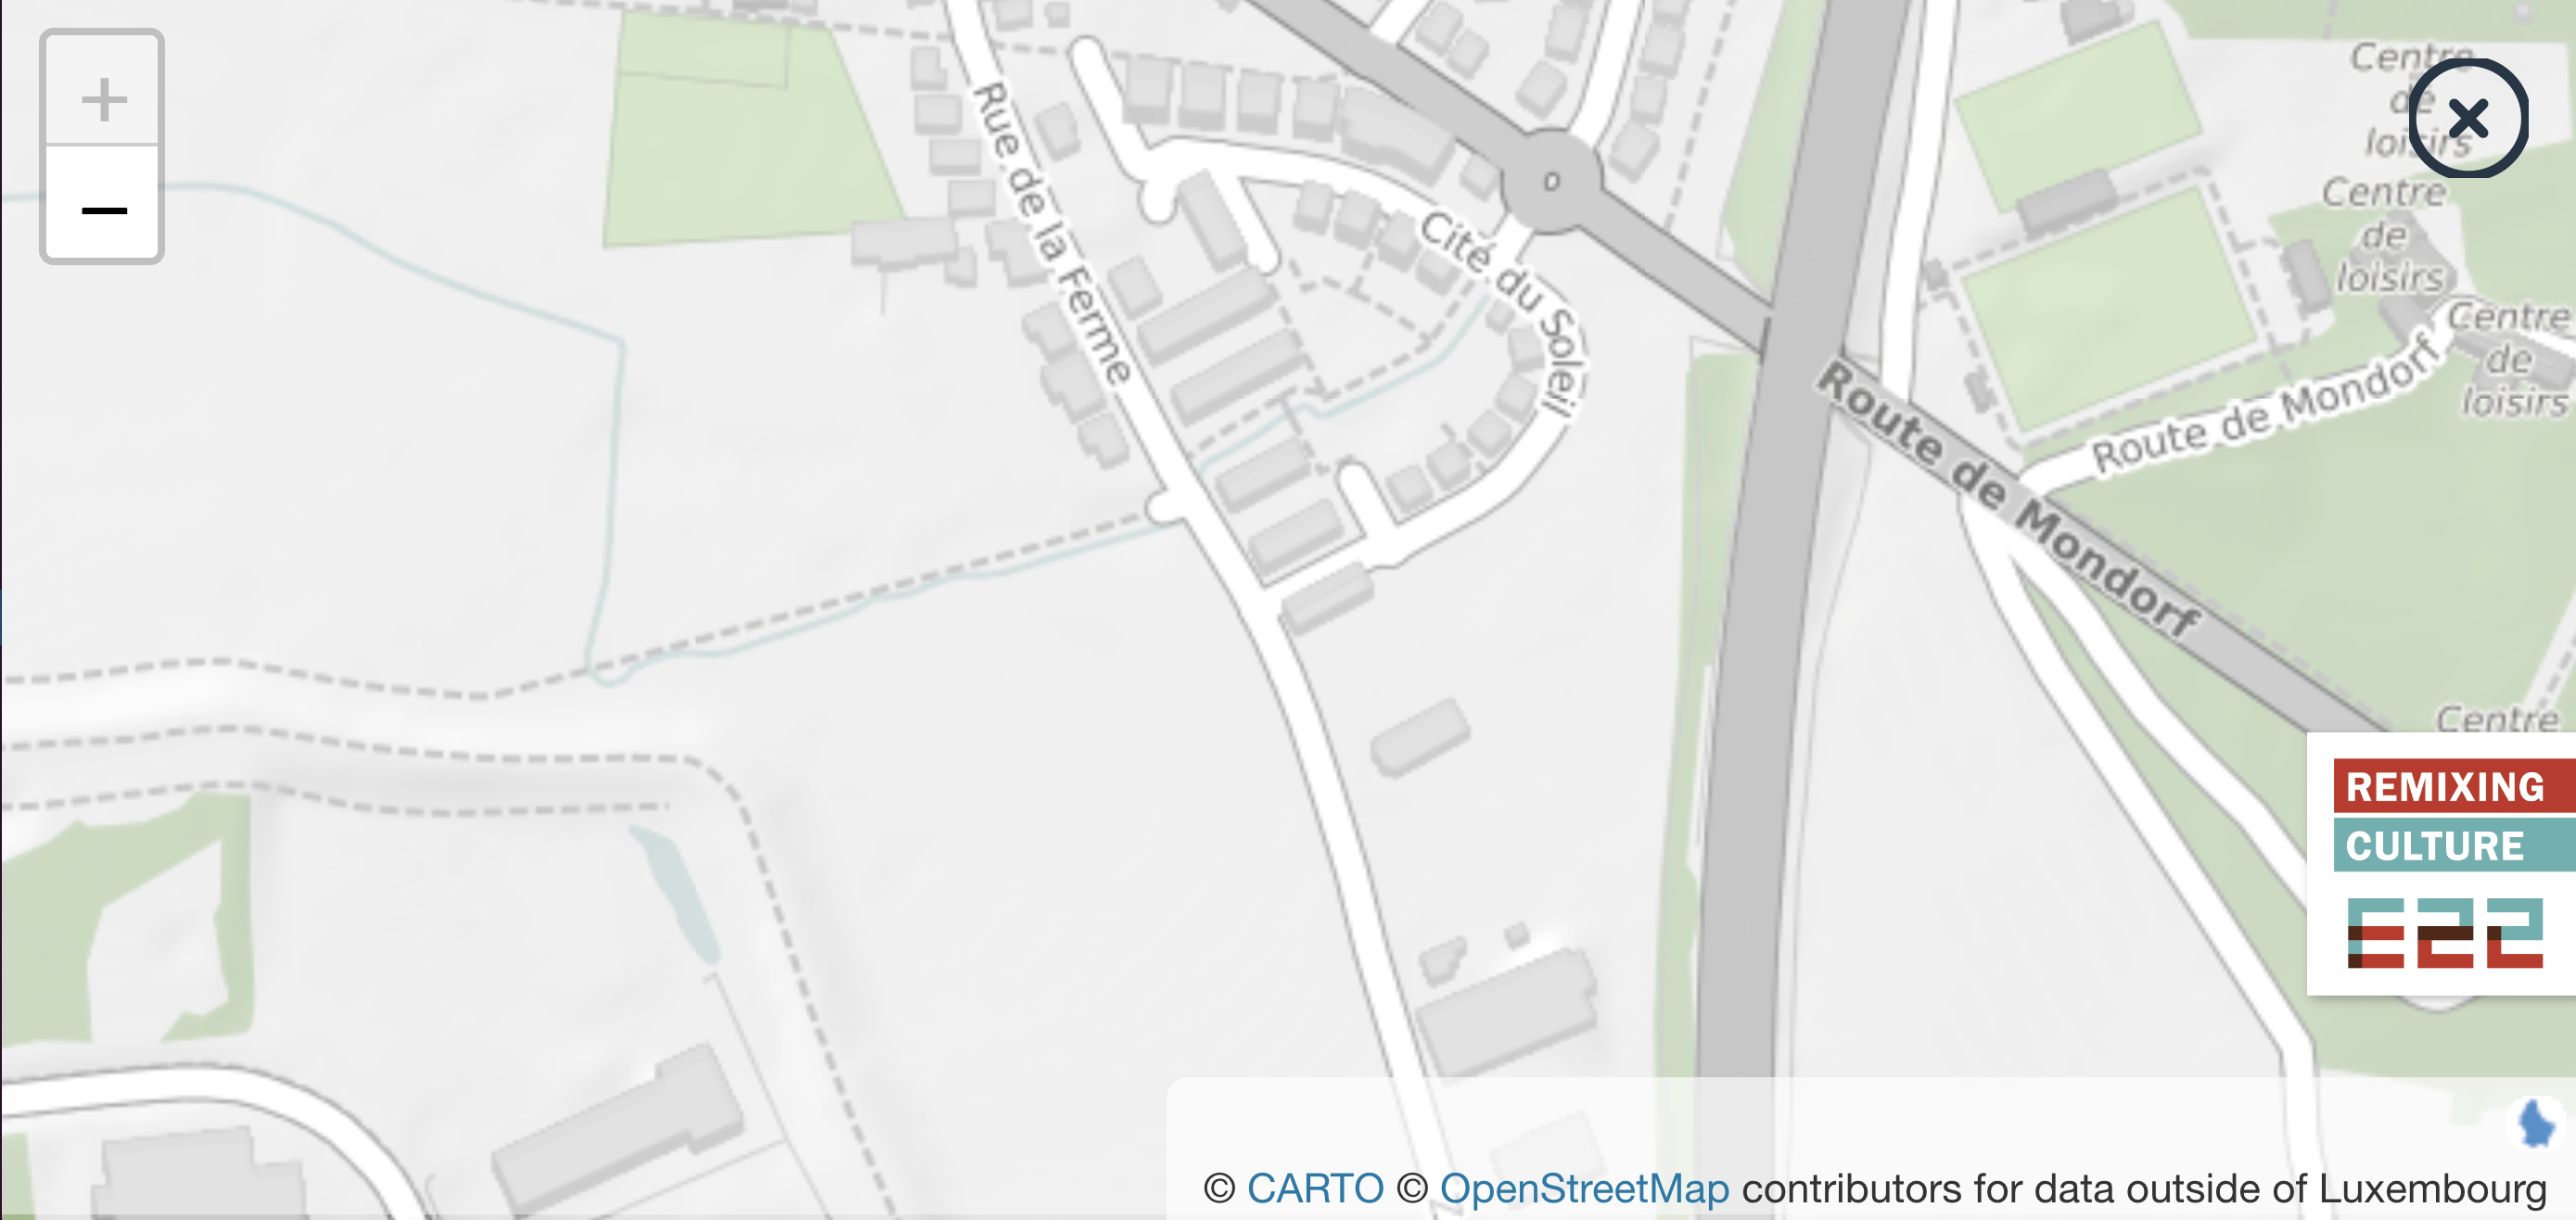 +
−
Rue de la Ferme
Cité du Soleil
Centre
de
loisirs
Centre
de
loisirs
Centre
de
loisirs
Route de Mondorf
Route de Mondorf
Centre
REMIXING
CULTURE
E22
© CARTO © OpenStreetMap contributors for data outside of Luxembourg